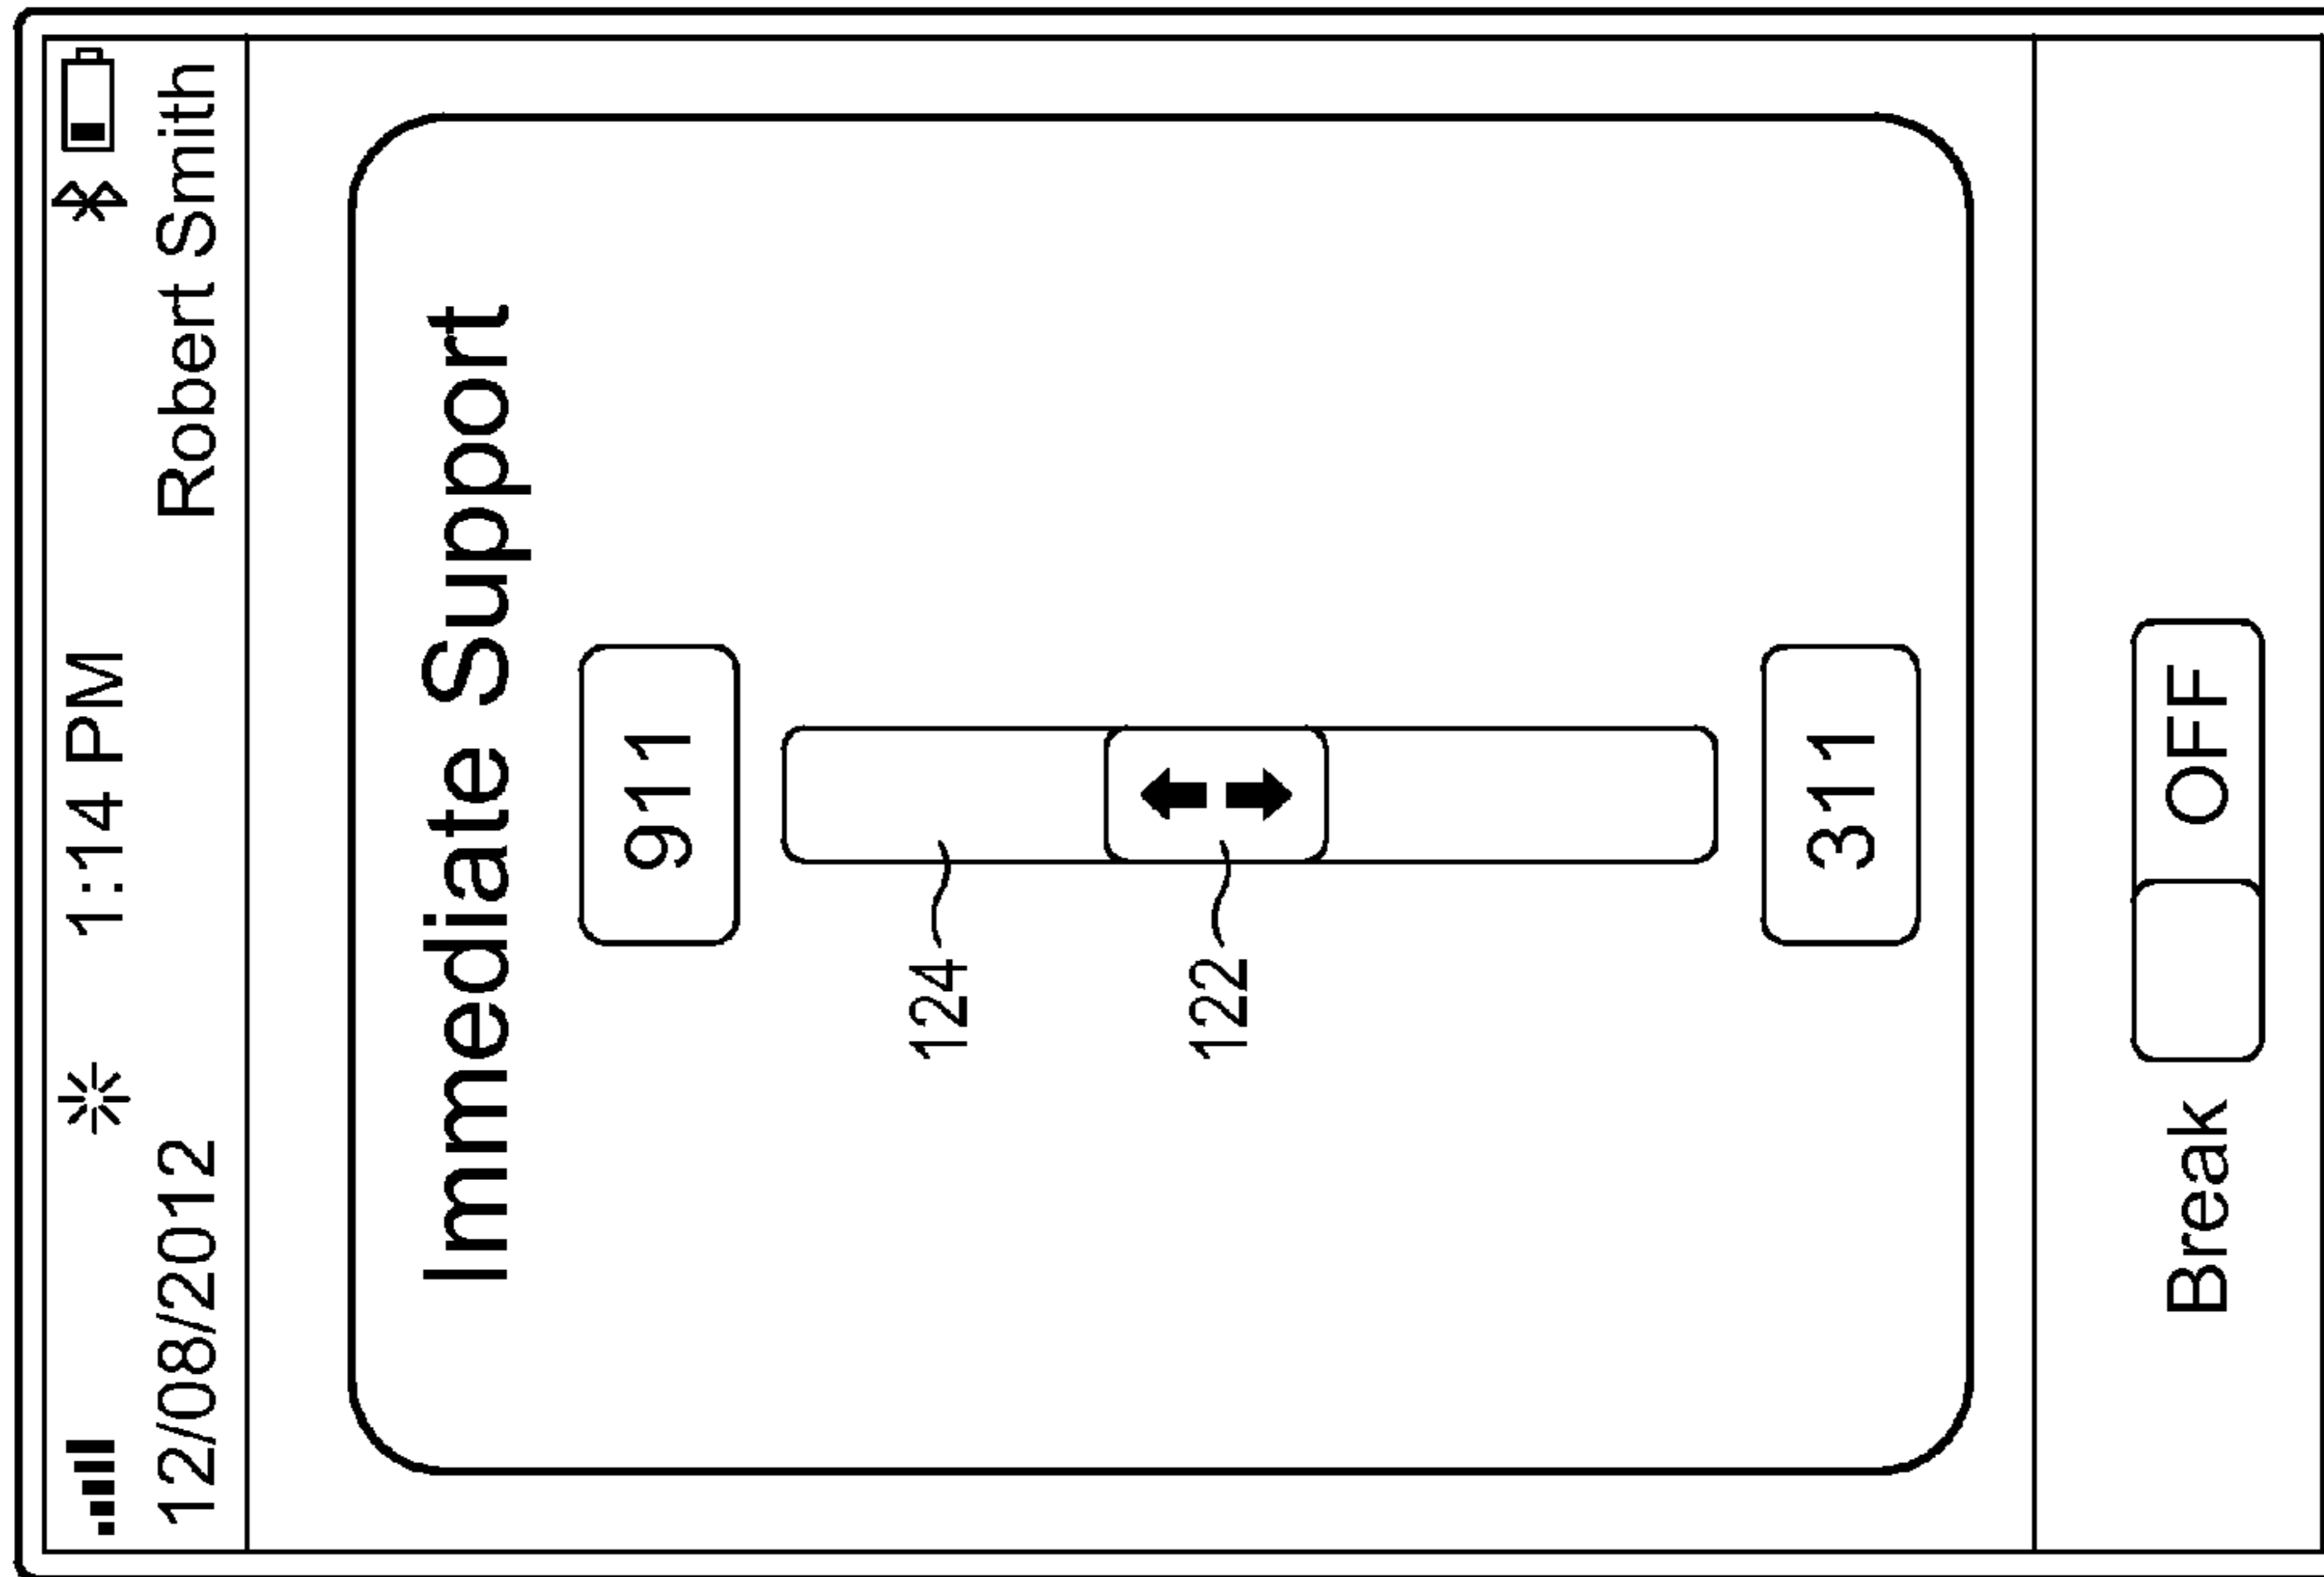 1:14 PM
12/08/2012 Robert Smith
Immediate Support
911
124
122
311
Break OFF